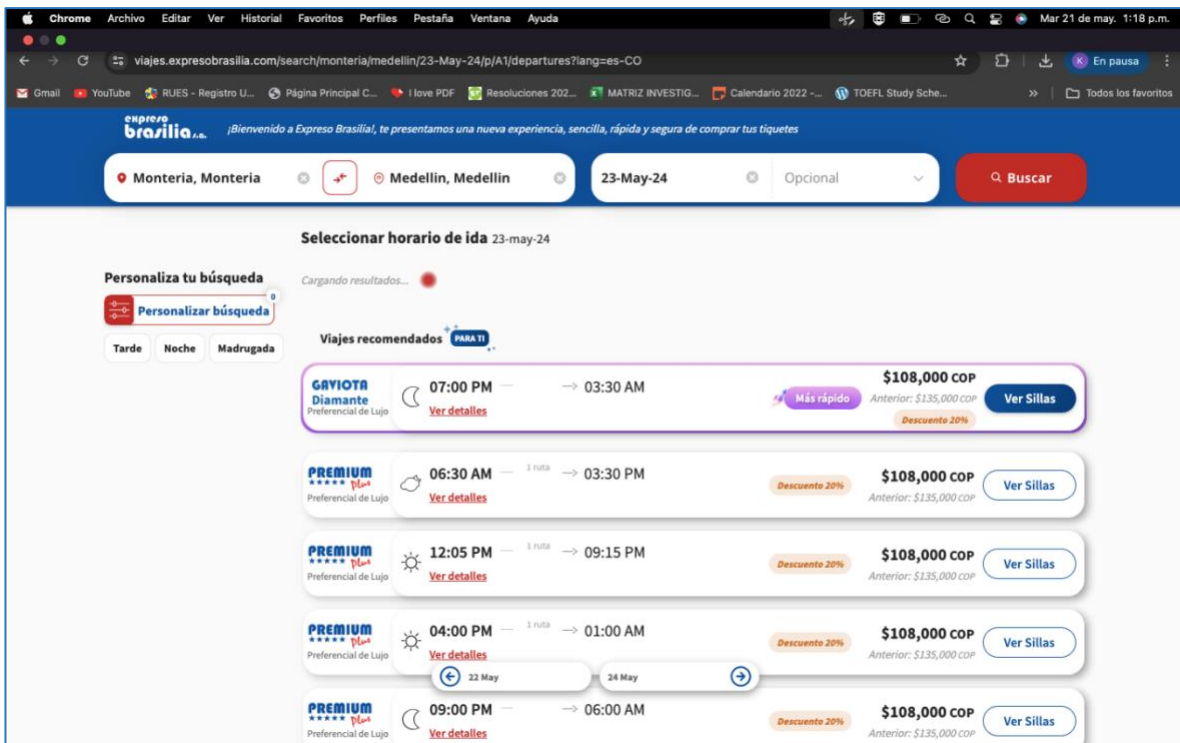 Chrome Archivo Editar Ver Historial Favoritos Perfiles Pestaña Ventana Ayuda Mar 21 de may. 1:18 p.m.
viajes.expresobrasilia.com/search/monteria/medellin/23-May-24/p/A1/departures?lang=es-CO K En pausa
Gmail YouTube RUES - Registro U... Página Principal C... I love PDF Resoluciones 202... MATRIZ INVESTIG... Calendario 2022 -... TOEFL Study Sche... » Todos los favoritos
expreso brasilia s.a. ¡Bienvenido a Expreso Brasilia!, te presentamos una nueva experiencia, sencilla, rápida y segura de comprar tus tiquetes
Monteria, Monteria Medellin, Medellin 23-May-24 Opcional Buscar
Seleccionar horario de ida 23-may-24
Personaliza tu búsqueda
Cargando resultados...
Personalizar búsqueda 0
Tarde Noche Madrugada
Viajes recomendados PARA TI
GAVIOTA Diamante Preferencial de Lujo
07:00 PM → 03:30 AM
Ver detalles
Más rápido
$108,000 COP
Anterior: $135,000 COP
Descuento 20%
Ver Sillas
PREMIUM Plus Preferencial de Lujo
06:30 AM 1 ruta → 03:30 PM
Ver detalles
Descuento 20%
$108,000 COP
Anterior: $135,000 COP
Ver Sillas
PREMIUM Plus Preferencial de Lujo
12:05 PM 1 ruta → 09:15 PM
Ver detalles
Descuento 20%
$108,000 COP
Anterior: $135,000 COP
Ver Sillas
PREMIUM Plus Preferencial de Lujo
04:00 PM 1 ruta → 01:00 AM
Ver detalles
Descuento 20%
$108,000 COP
Anterior: $135,000 COP
Ver Sillas
22 May 24 May
PREMIUM Plus Preferencial de Lujo
09:00 PM → 06:00 AM
Ver detalles
Descuento 20%
$108,000 COP
Anterior: $135,000 COP
Ver Sillas